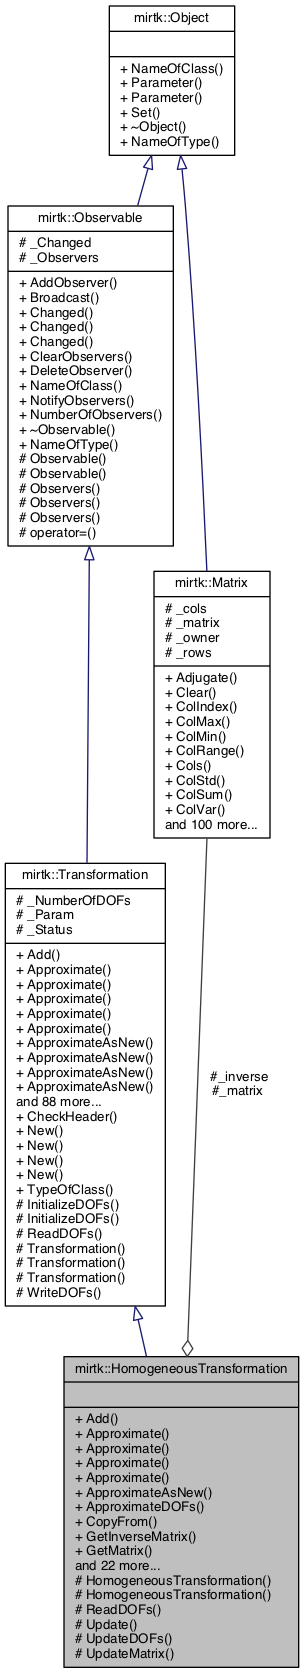 mirtk::Object
+ NameOfClass()
+ Parameter()
+ Parameter()
+ Set()
+ ~Object()
+ NameOfType()
mirtk::Observable
# _Changed
# _Observers
+ AddObserver()
+ Broadcast()
+ Changed()
+ Changed()
+ Changed()
+ ClearObservers()
+ DeleteObserver()
+ NameOfClass()
+ NotifyObservers()
+ NumberOfObservers()
+ ~Observable()
+ NameOfType()
# Observable()
# Observable()
# Observers()
# Observers()
# Observers()
# operator=()
mirtk::Matrix
# _cols
# _matrix
# _owner
# _rows
+ Adjugate()
+ Clear()
+ ColIndex()
+ ColMax()
+ ColMin()
+ ColRange()
+ Cols()
+ ColStd()
+ ColSum()
+ ColVar()
and 100 more...
mirtk::Transformation
# _NumberOfDOFs
# _Param
# _Status
+ Add()
+ Approximate()
+ Approximate()
+ Approximate()
+ Approximate()
+ Approximate()
+ ApproximateAsNew()
+ ApproximateAsNew()
+ ApproximateAsNew()
+ ApproximateAsNew()
and 88 more...
+ CheckHeader()
+ New()
+ New()
+ New()
+ New()
+ TypeOfClass()
# InitializeDOFs()
# InitializeDOFs()
# ReadDOFs()
# Transformation()
# Transformation()
# Transformation()
# WriteDOFs()
#_inverse
#_matrix
mirtk::HomogeneousTransformation
+ Add()
+ Approximate()
+ Approximate()
+ Approximate()
+ Approximate()
+ ApproximateAsNew()
+ ApproximateDOFs()
+ CopyFrom()
+ GetInverseMatrix()
+ GetMatrix()
and 22 more...
# HomogeneousTransformation()
# HomogeneousTransformation()
# ReadDOFs()
# Update()
# UpdateDOFs()
# UpdateMatrix()